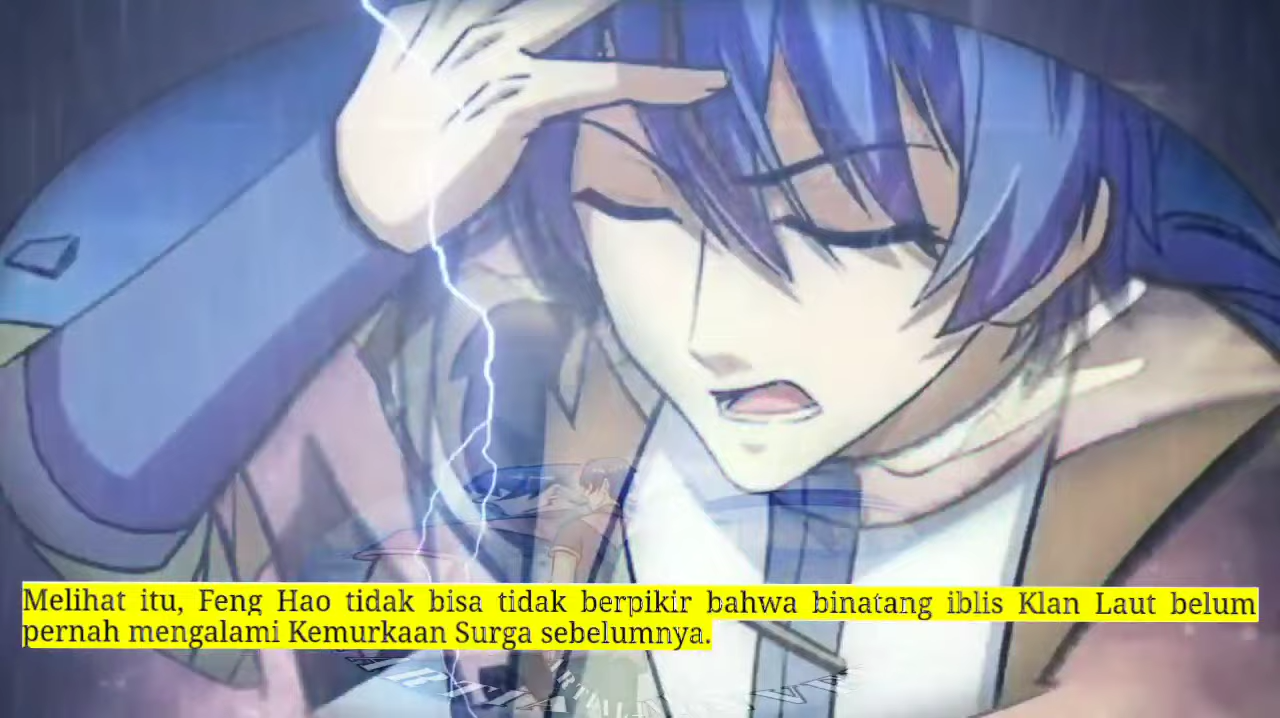 Melihat itu, Feng Hao tidak bisa tidak berpikir bahwa binatang iblis Klan Laut belum
pernah mengalami Kemurkaan Surga sebelumnya.